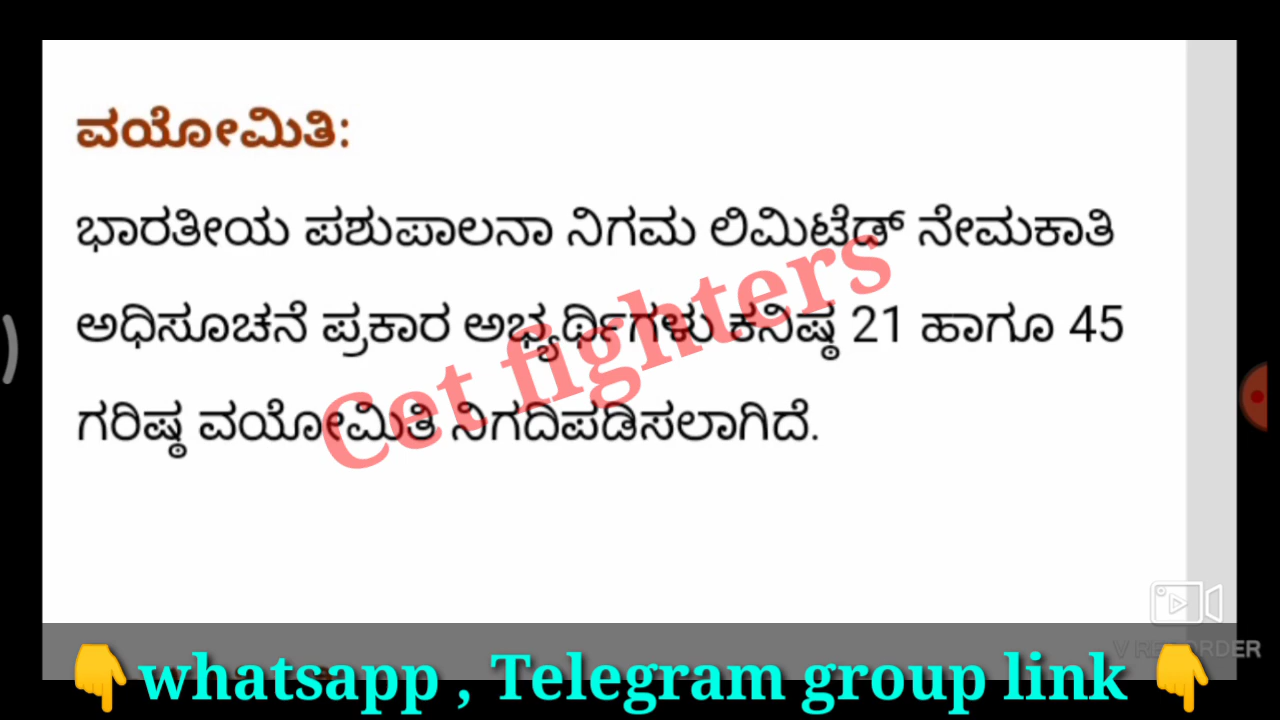 ವಯೋಮಿತಿ:
ಭಾರತೀಯ ಪಶುಪಾಲನಾ ನಿಗಮ ಲಿಮಿಟೆಡ್ ನೇಮಕಾತಿ
ಅಧಿಸೂಚನೆ ಪ್ರಕಾರ ಅಭ್ಯರ್ಥಿಗಳು ಕನಿಷ್ಠ 21 ಹಾಗೂ 45
ಗರಿಷ್ಠ ವಯೋಮಿತಿ ನಿಗದಿಪಡಿಸಲಾಗಿದೆ.
Cet fighters
V RECORDER
👇whatsapp , Telegram group link 👇